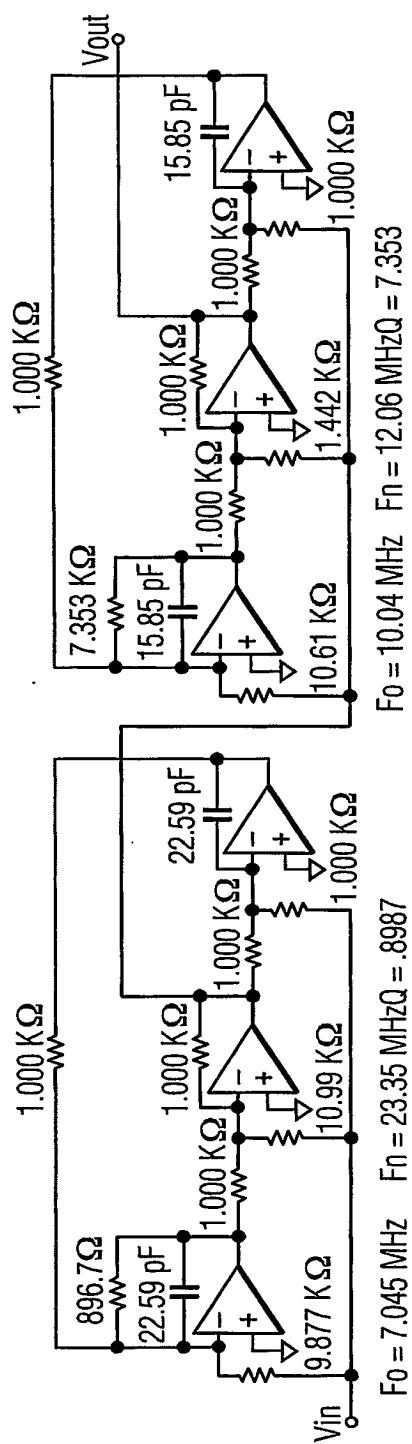 1.000 KΩ
896.7Ω
22.59 pF
1.000 KΩ
1.000 KΩ
1.000 KΩ
22.59 pF
−
+
−
+
−
+
9.877 KΩ
10.99 KΩ
1.000 KΩ
Vin
Fo = 7.045 MHz Fn = 23.35 MHzQ = .8987
1.000 KΩ
7.353 KΩ
15.85 pF
1.000 KΩ
1.000 KΩ
1.000 KΩ
15.85 pF
Vout
−
+
−
+
−
+
10.61 KΩ
1.442 KΩ
1.000 KΩ
Fo = 10.04 MHz Fn = 12.06 MHzQ = 7.353